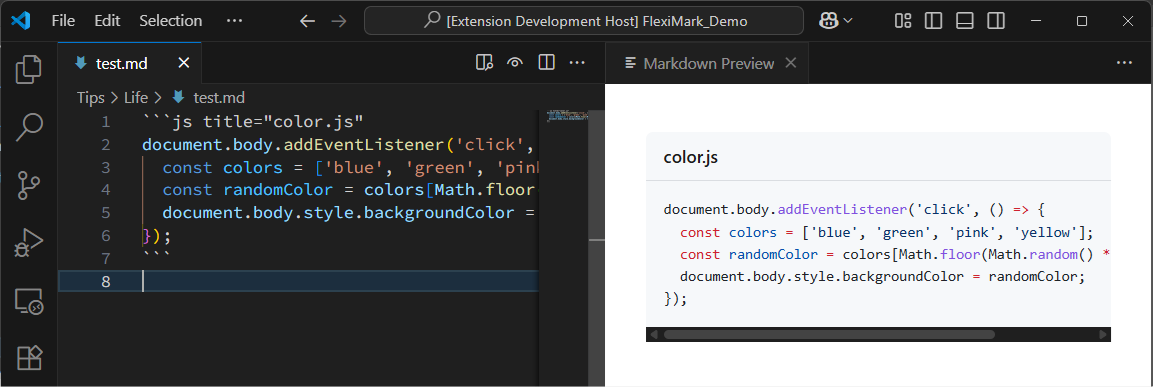 File Edit Selection ··· [Extension Development Host] FlexiMark_Demo
test.md
Markdown Preview
Tips > Life > test.md
1 ```js title="color.js"
2 document.body.addEventListener('click',
3 const colors = ['blue', 'green', 'pink
4 const randomColor = colors[Math.floor
5 document.body.style.backgroundColor =
6 });
7 ```
8
color.js
document.body.addEventListener('click', () => {
const colors = ['blue', 'green', 'pink', 'yellow'];
const randomColor = colors[Math.floor(Math.random() *
document.body.style.backgroundColor = randomColor;
});